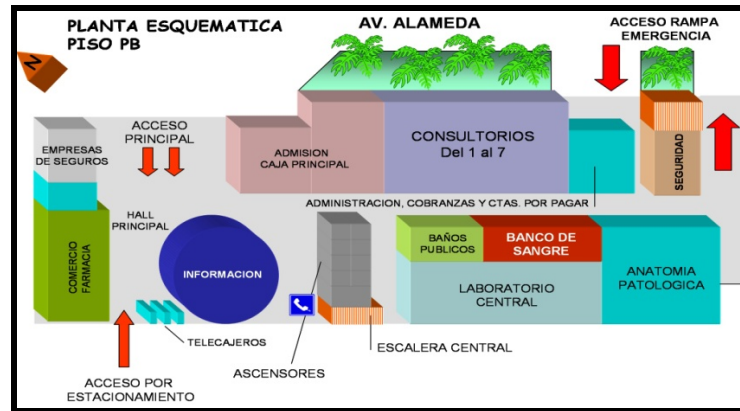 PLANTA ESQUEMATICA
PISO PB
AV. ALAMEDA
ACCESO RAMPA
EMERGENCIA
N
EMPRESAS
DE SEGUROS
ACCESO
PRINCIPAL
ADMISION
CAJA PRINCIPAL
CONSULTORIOS
Del 1 al 7
SEGURIDAD
ADMINISTRACION, COBRANZAS Y CTAS. POR PAGAR
HALL
PRINCIPAL
COMERCIO
FARMACIA
INFORMACION
BAÑOS
PUBLICOS
BANCO DE
SANGRE
ANATOMIA
PATOLOGICA
LABORATORIO
CENTRAL
TELECAJEROS
ESCALERA CENTRAL
ASCENSORES
ACCESO POR
ESTACIONAMIENTO